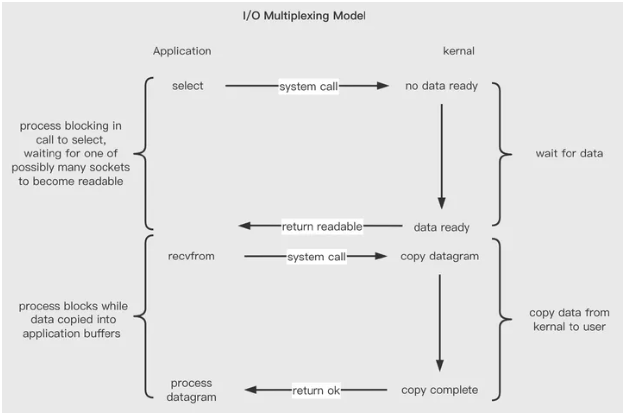 I/O Multiplexing Model
Application
kernal
select
system call
no data ready
process blocking in
call to select,
waiting for one of
possibly many sockets
to become readable
wait for data
return readable
data ready
recvfrom
system call
copy datagram
process blocks while
data copied into
application buffers
copy data from
kernal to user
process
datagram
return ok
copy complete